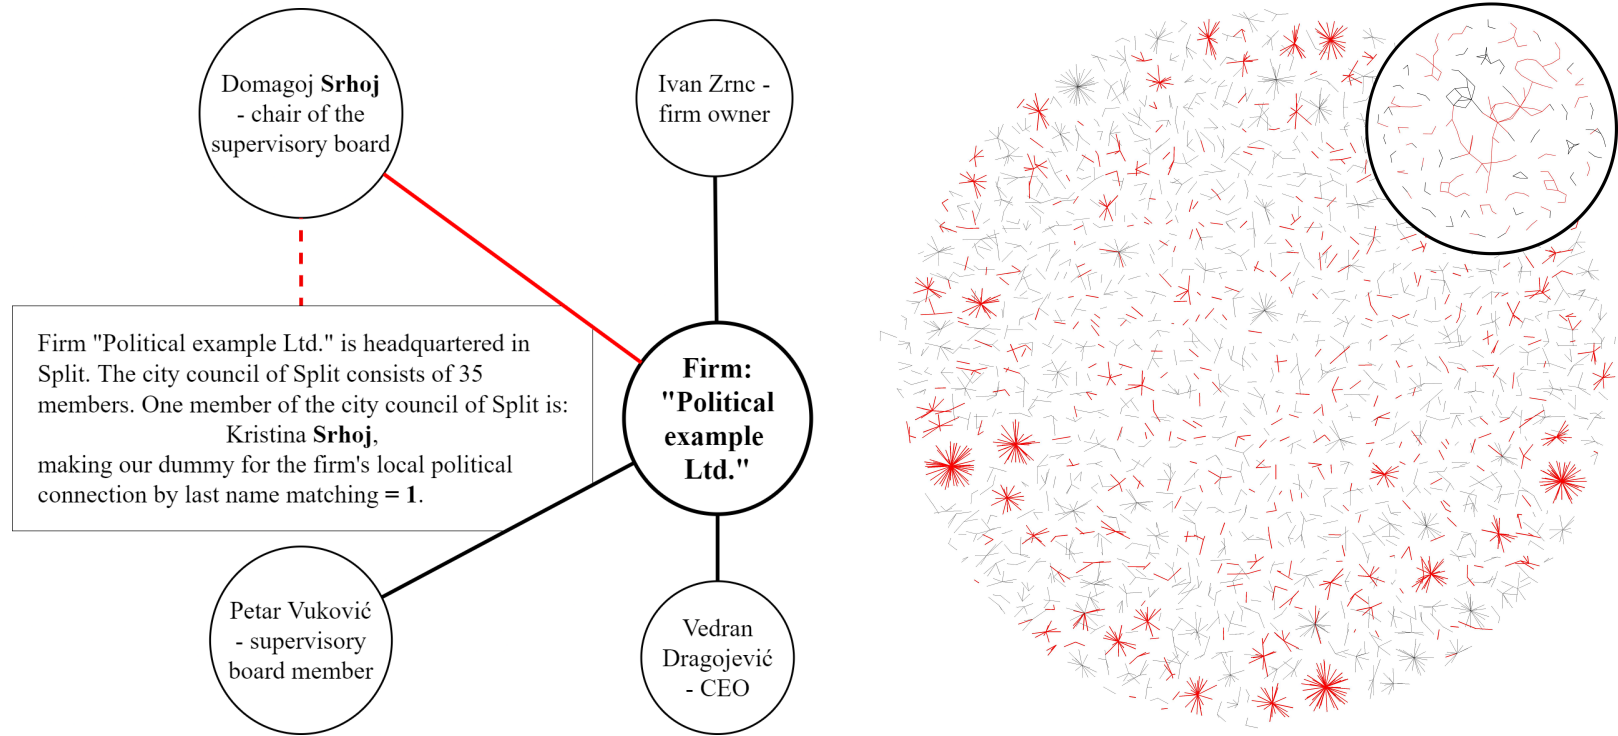 Domagoj Srhoj
- chair of the
supervisory board
Ivan Zrnc -
firm owner
Firm "Political example Ltd." is headquartered in
Split. The city council of Split consists of 35
members. One member of the city council of Split is:
Kristina Srhoj,
making our dummy for the firm's local political
connection by last name matching = 1.
Firm:
"Political
example
Ltd."
Petar Vuković
- supervisory
board member
Vedran
Dragojević
- CEO